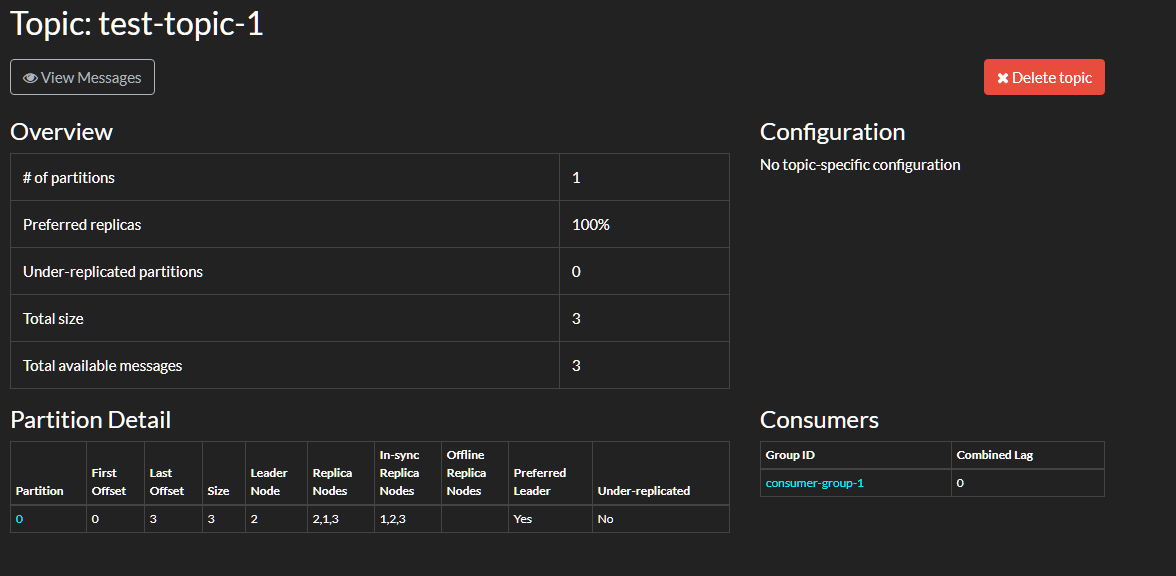 Topic: test-topic-1
View Messages
Delete topic
Overview
# of partitions 1
Preferred replicas 100%
Under-replicated partitions 0
Total size 3
Total available messages 3
Configuration
No topic-specific configuration
Partition Detail
Partition First Offset Last Offset Size Leader Node Replica Nodes In-sync Replica Nodes Offline Replica Nodes Preferred Leader Under-replicated
0 0 3 3 2 2,1,3 1,2,3 Yes No
Consumers
Group ID Combined Lag
consumer-group-1 0